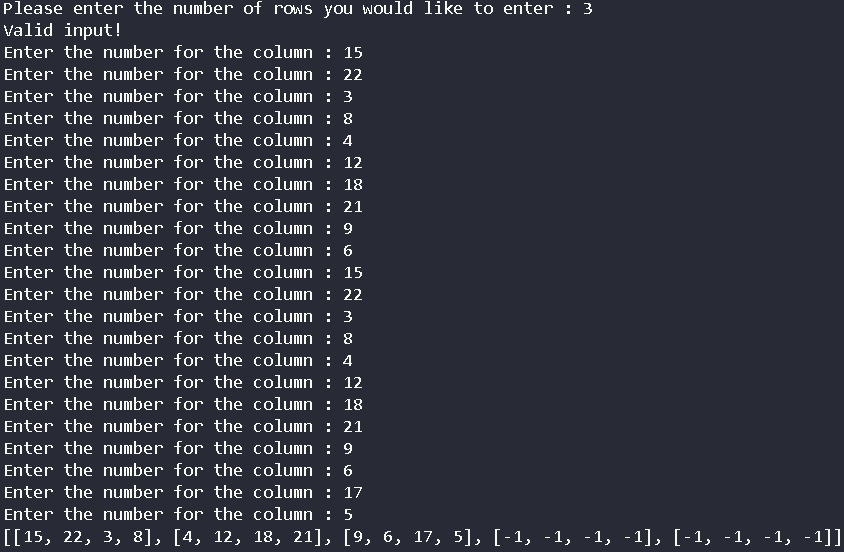 Please enter the number of rows you would like to enter : 3
Valid input!
Enter the number for the column : 15
Enter the number for the column : 22
Enter the number for the column : 3
Enter the number for the column : 8
Enter the number for the column : 4
Enter the number for the column : 12
Enter the number for the column : 18
Enter the number for the column : 21
Enter the number for the column : 9
Enter the number for the column : 6
Enter the number for the column : 15
Enter the number for the column : 22
Enter the number for the column : 3
Enter the number for the column : 8
Enter the number for the column : 4
Enter the number for the column : 12
Enter the number for the column : 18
Enter the number for the column : 21
Enter the number for the column : 9
Enter the number for the column : 6
Enter the number for the column : 17
Enter the number for the column : 5
[[15, 22, 3, 8], [4, 12, 18, 21], [9, 6, 17, 5], [-1, -1, -1, -1], [-1, -1, -1, -1]]